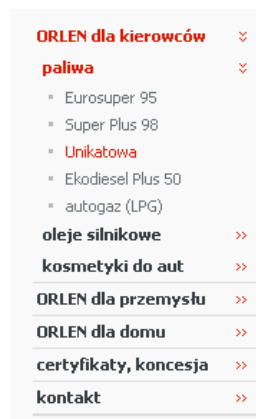 ORLEN dla kierowców
paliwa
Eurosuper 95
Super Plus 98
Unikatowa
Ekodiesel Plus 50
autogaz (LPG)
oleje silnikowe
kosmetyki do aut
ORLEN dla przemysłu
ORLEN dla domu
certyfikaty, koncesja
kontakt